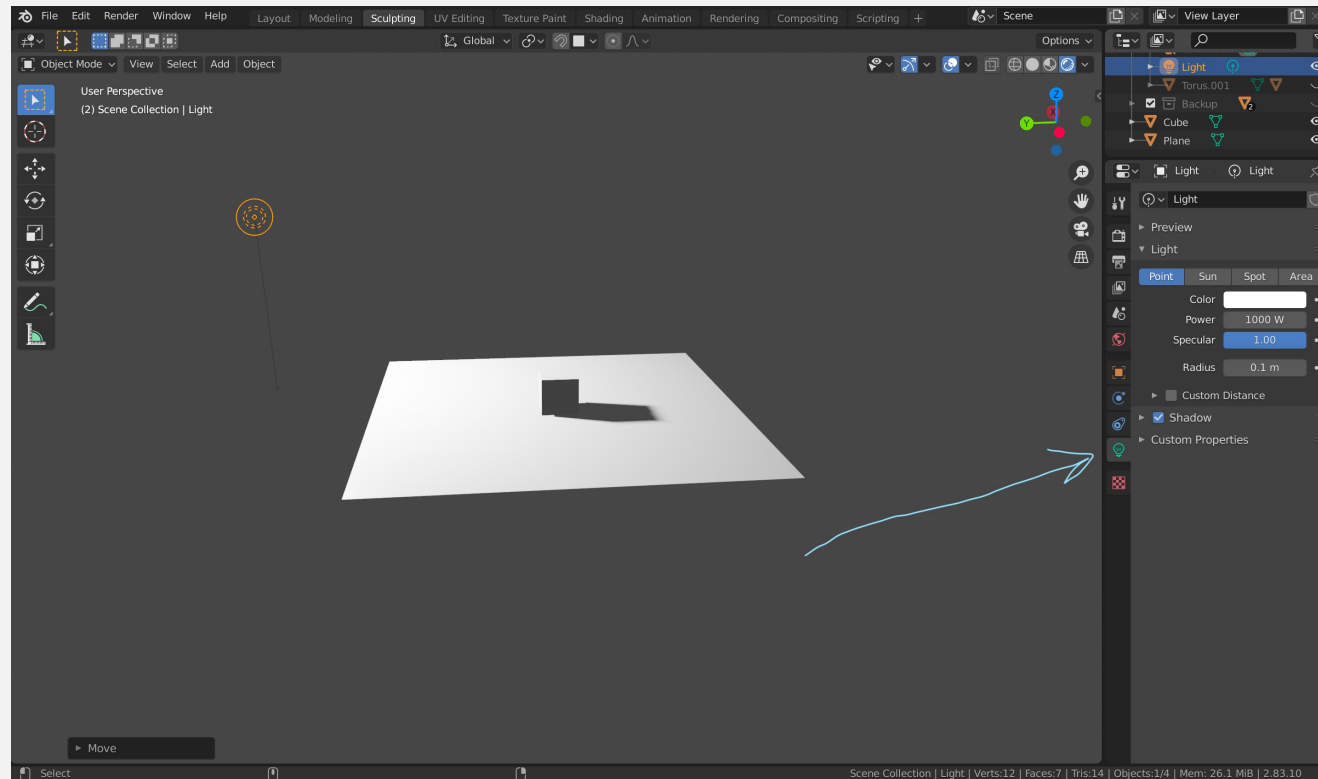 File Edit Render Window Help Layout Modeling Sculpting UV Editing Texture Paint Shading Animation Rendering Compositing Scripting + Scene View Layer
Global Options
Object Mode View Select Add Object
User Perspective
(2) Scene Collection | Light
Z
X
Y
Move
Light
Torus.001
Backup 2
Cube
Plane
Light Light
Light
Preview
Light
Point Sun Spot Area
Color
Power 1000 W
Specular 1.00
Radius 0.1 m
Custom Distance
Shadow
Custom Properties
Select Scene Collection | Light | Verts:12 | Faces:7 | Tris:14 | Objects:1/4 | Mem: 26.1 MiB | 2.83.10